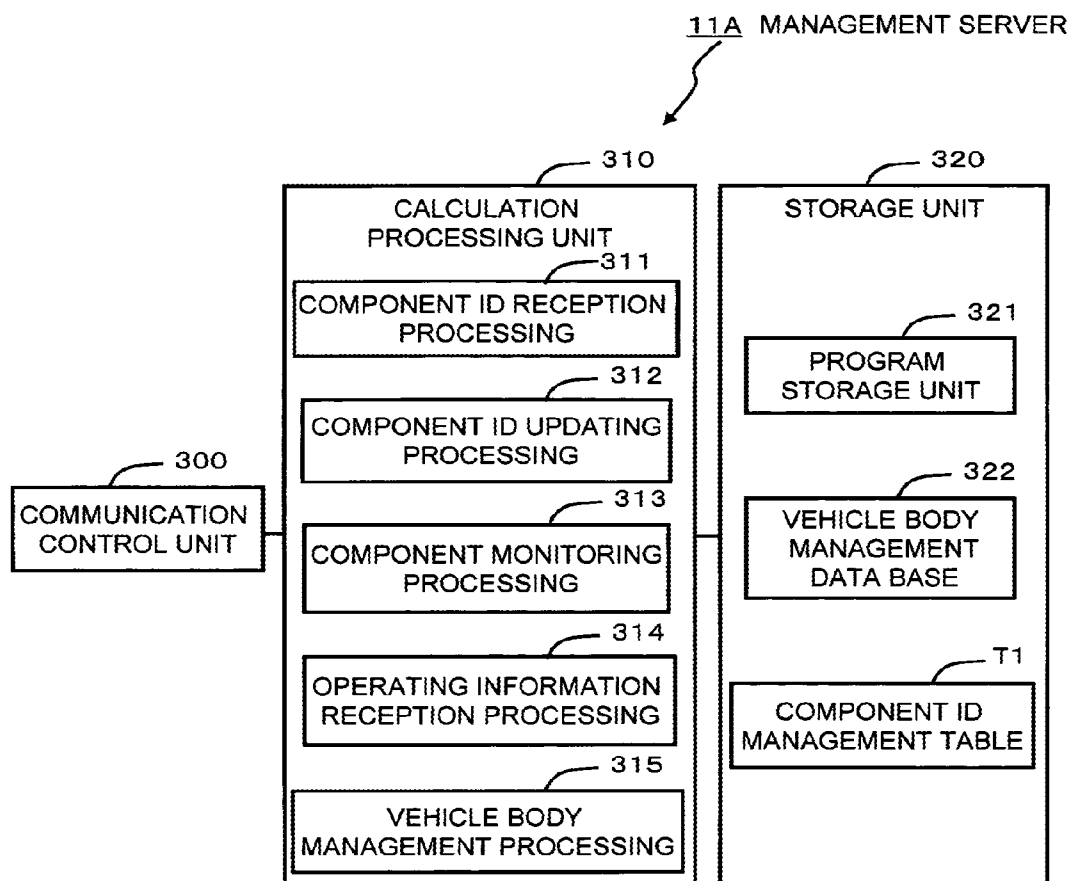 11A MANAGEMENT SERVER
310
320
CALCULATION
PROCESSING UNIT
STORAGE UNIT
311
COMPONENT ID RECEPTION
PROCESSING
321
PROGRAM
STORAGE UNIT
312
COMPONENT ID UPDATING
PROCESSING
300
COMMUNICATION
CONTROL UNIT
313
COMPONENT MONITORING
PROCESSING
322
VEHICLE BODY
MANAGEMENT
DATA BASE
314
OPERATING INFORMATION
RECEPTION PROCESSING
T1
COMPONENT ID
MANAGEMENT TABLE
315
VEHICLE BODY
MANAGEMENT PROCESSING